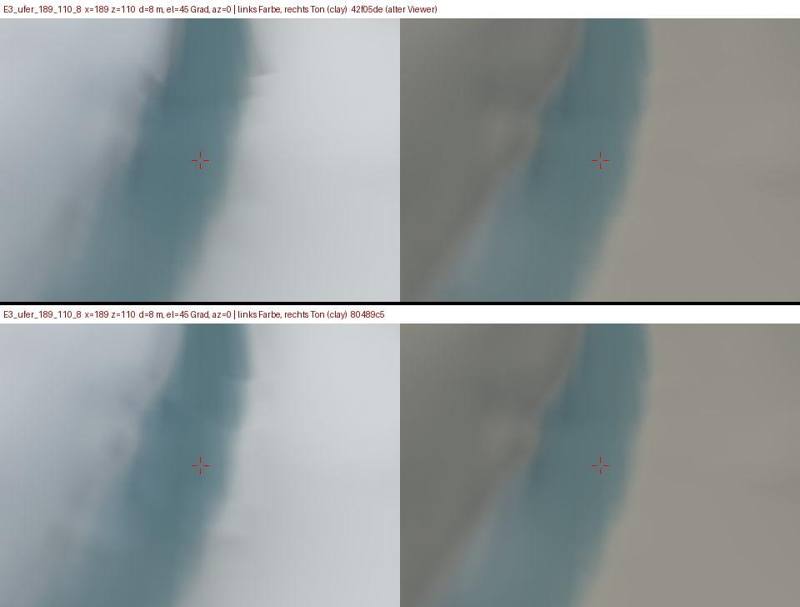 E3_ufer_189_110_8 x=189 z=110 d=8 m, el=45 Grad, az=0 | links Farbe, rechts Ton (clay) 42f05de (alter Viewer)
E3_ufer_189_110_8 x=189 z=110 d=8 m, el=45 Grad, az=0 | links Farbe, rechts Ton (clay) 80489c5